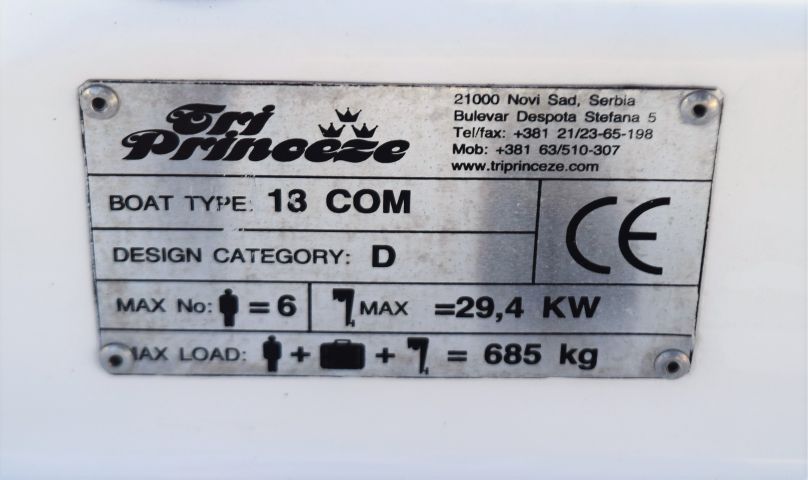 Tri
Princeze
21000 Novi Sad, Serbia
Bulevar Despota Stefana 5
Tel/fax: +381 21/23-65-198
Mob: +381 63/510-307
www.triprinceze.com
BOAT TYPE: 13 COM
DESIGN CATEGORY: D
CE
MAX No: =6
MAX =29,4 KW
MAX LOAD: + + = 685 kg